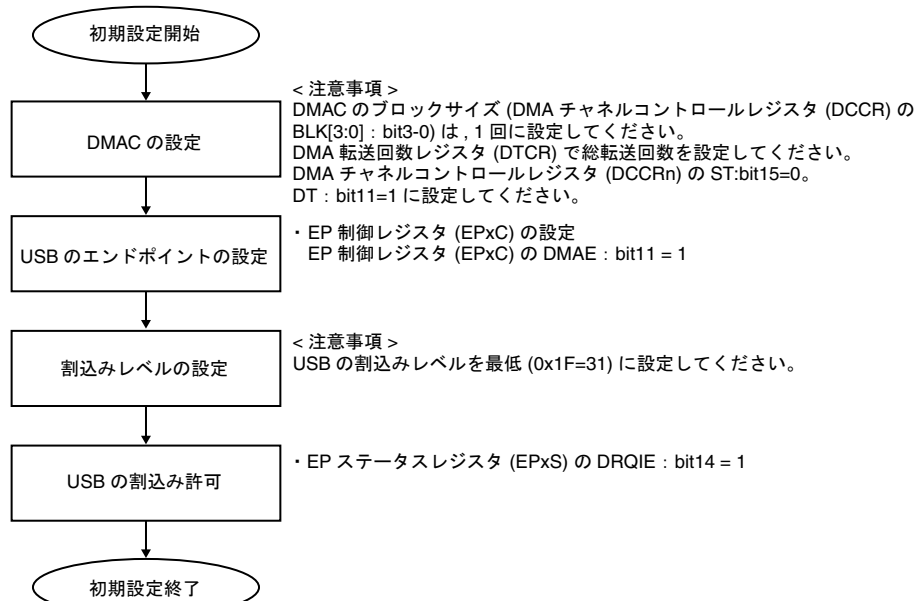 初期設定開始
DMAC の設定
< 注意事項 >
DMAC のブロックサイズ (DMA チャネルコントロールレジスタ (DCCR) の
BLK[3:0]：bit3-0) は , 1 回に設定してください。
DMA 転送回数レジスタ (DTCR) で総転送回数を設定してください。
DMA チャネルコントロールレジスタ (DCCRn) の ST:bit15=0。
DT：bit11=1 に設定してください。
USB のエンドポイントの設定
・EP 制御レジスタ (EPxC) の設定
EP 制御レジスタ (EPxC) の DMAE：bit11 = 1
割込みレベルの設定
< 注意事項 >
USB の割込みレベルを最低 (0x1F=31) に設定してください。
USB の割込み許可
・EP ステータスレジスタ (EPxS) の DRQIE：bit14 = 1
初期設定終了